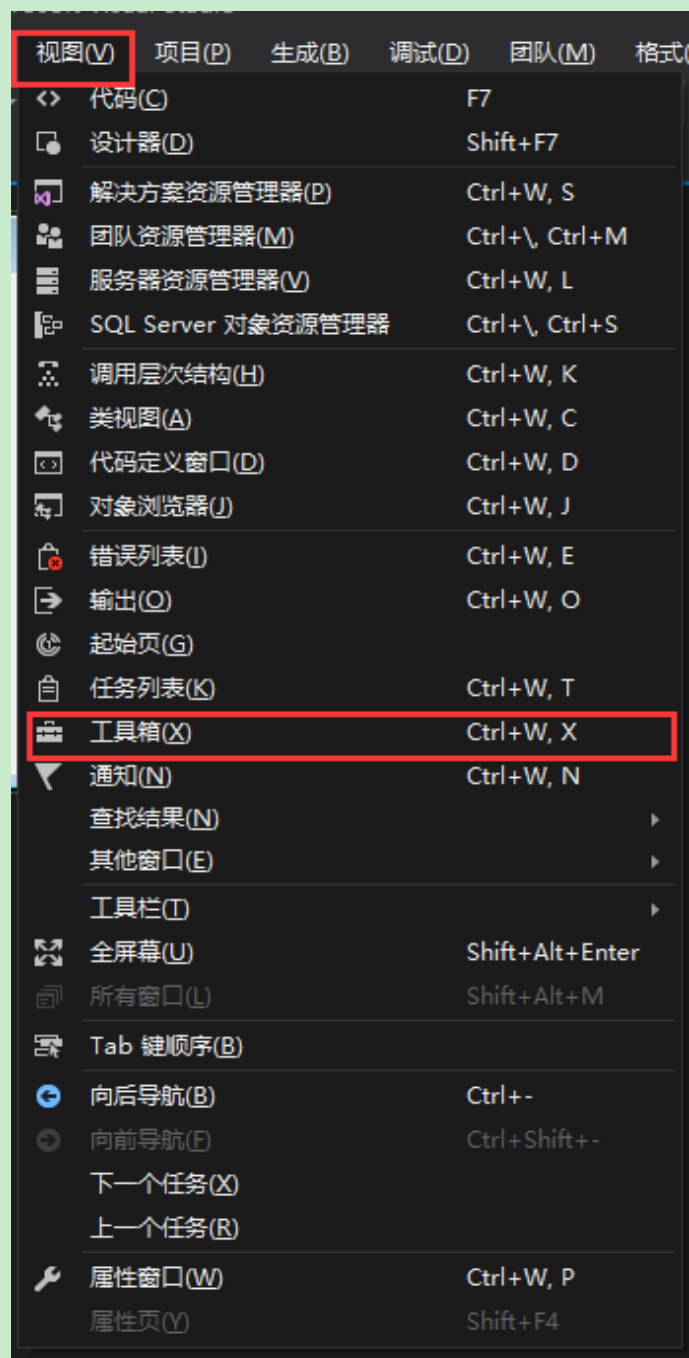 视图(V) 项目(P) 生成(B) 调试(D) 团队(M) 格式(
代码(C) F7
设计器(D) Shift+F7
解决方案资源管理器(P) Ctrl+W, S
团队资源管理器(M) Ctrl+\, Ctrl+M
服务器资源管理器(V) Ctrl+W, L
SQL Server 对象资源管理器 Ctrl+\, Ctrl+S
调用层次结构(H) Ctrl+W, K
类视图(A) Ctrl+W, C
代码定义窗口(D) Ctrl+W, D
对象浏览器(J) Ctrl+W, J
错误列表(I) Ctrl+W, E
输出(O) Ctrl+W, O
起始页(G)
任务列表(K) Ctrl+W, T
工具箱(X) Ctrl+W, X
通知(N) Ctrl+W, N
查找结果(N)
其他窗口(E)
工具栏(T)
全屏幕(U) Shift+Alt+Enter
所有窗口(L) Shift+Alt+M
Tab 键顺序(B)
向后导航(B) Ctrl+-
向前导航(F) Ctrl+Shift+-
下一个任务(X)
上一个任务(R)
属性窗口(W) Ctrl+W, P
属性页(Y) Shift+F4